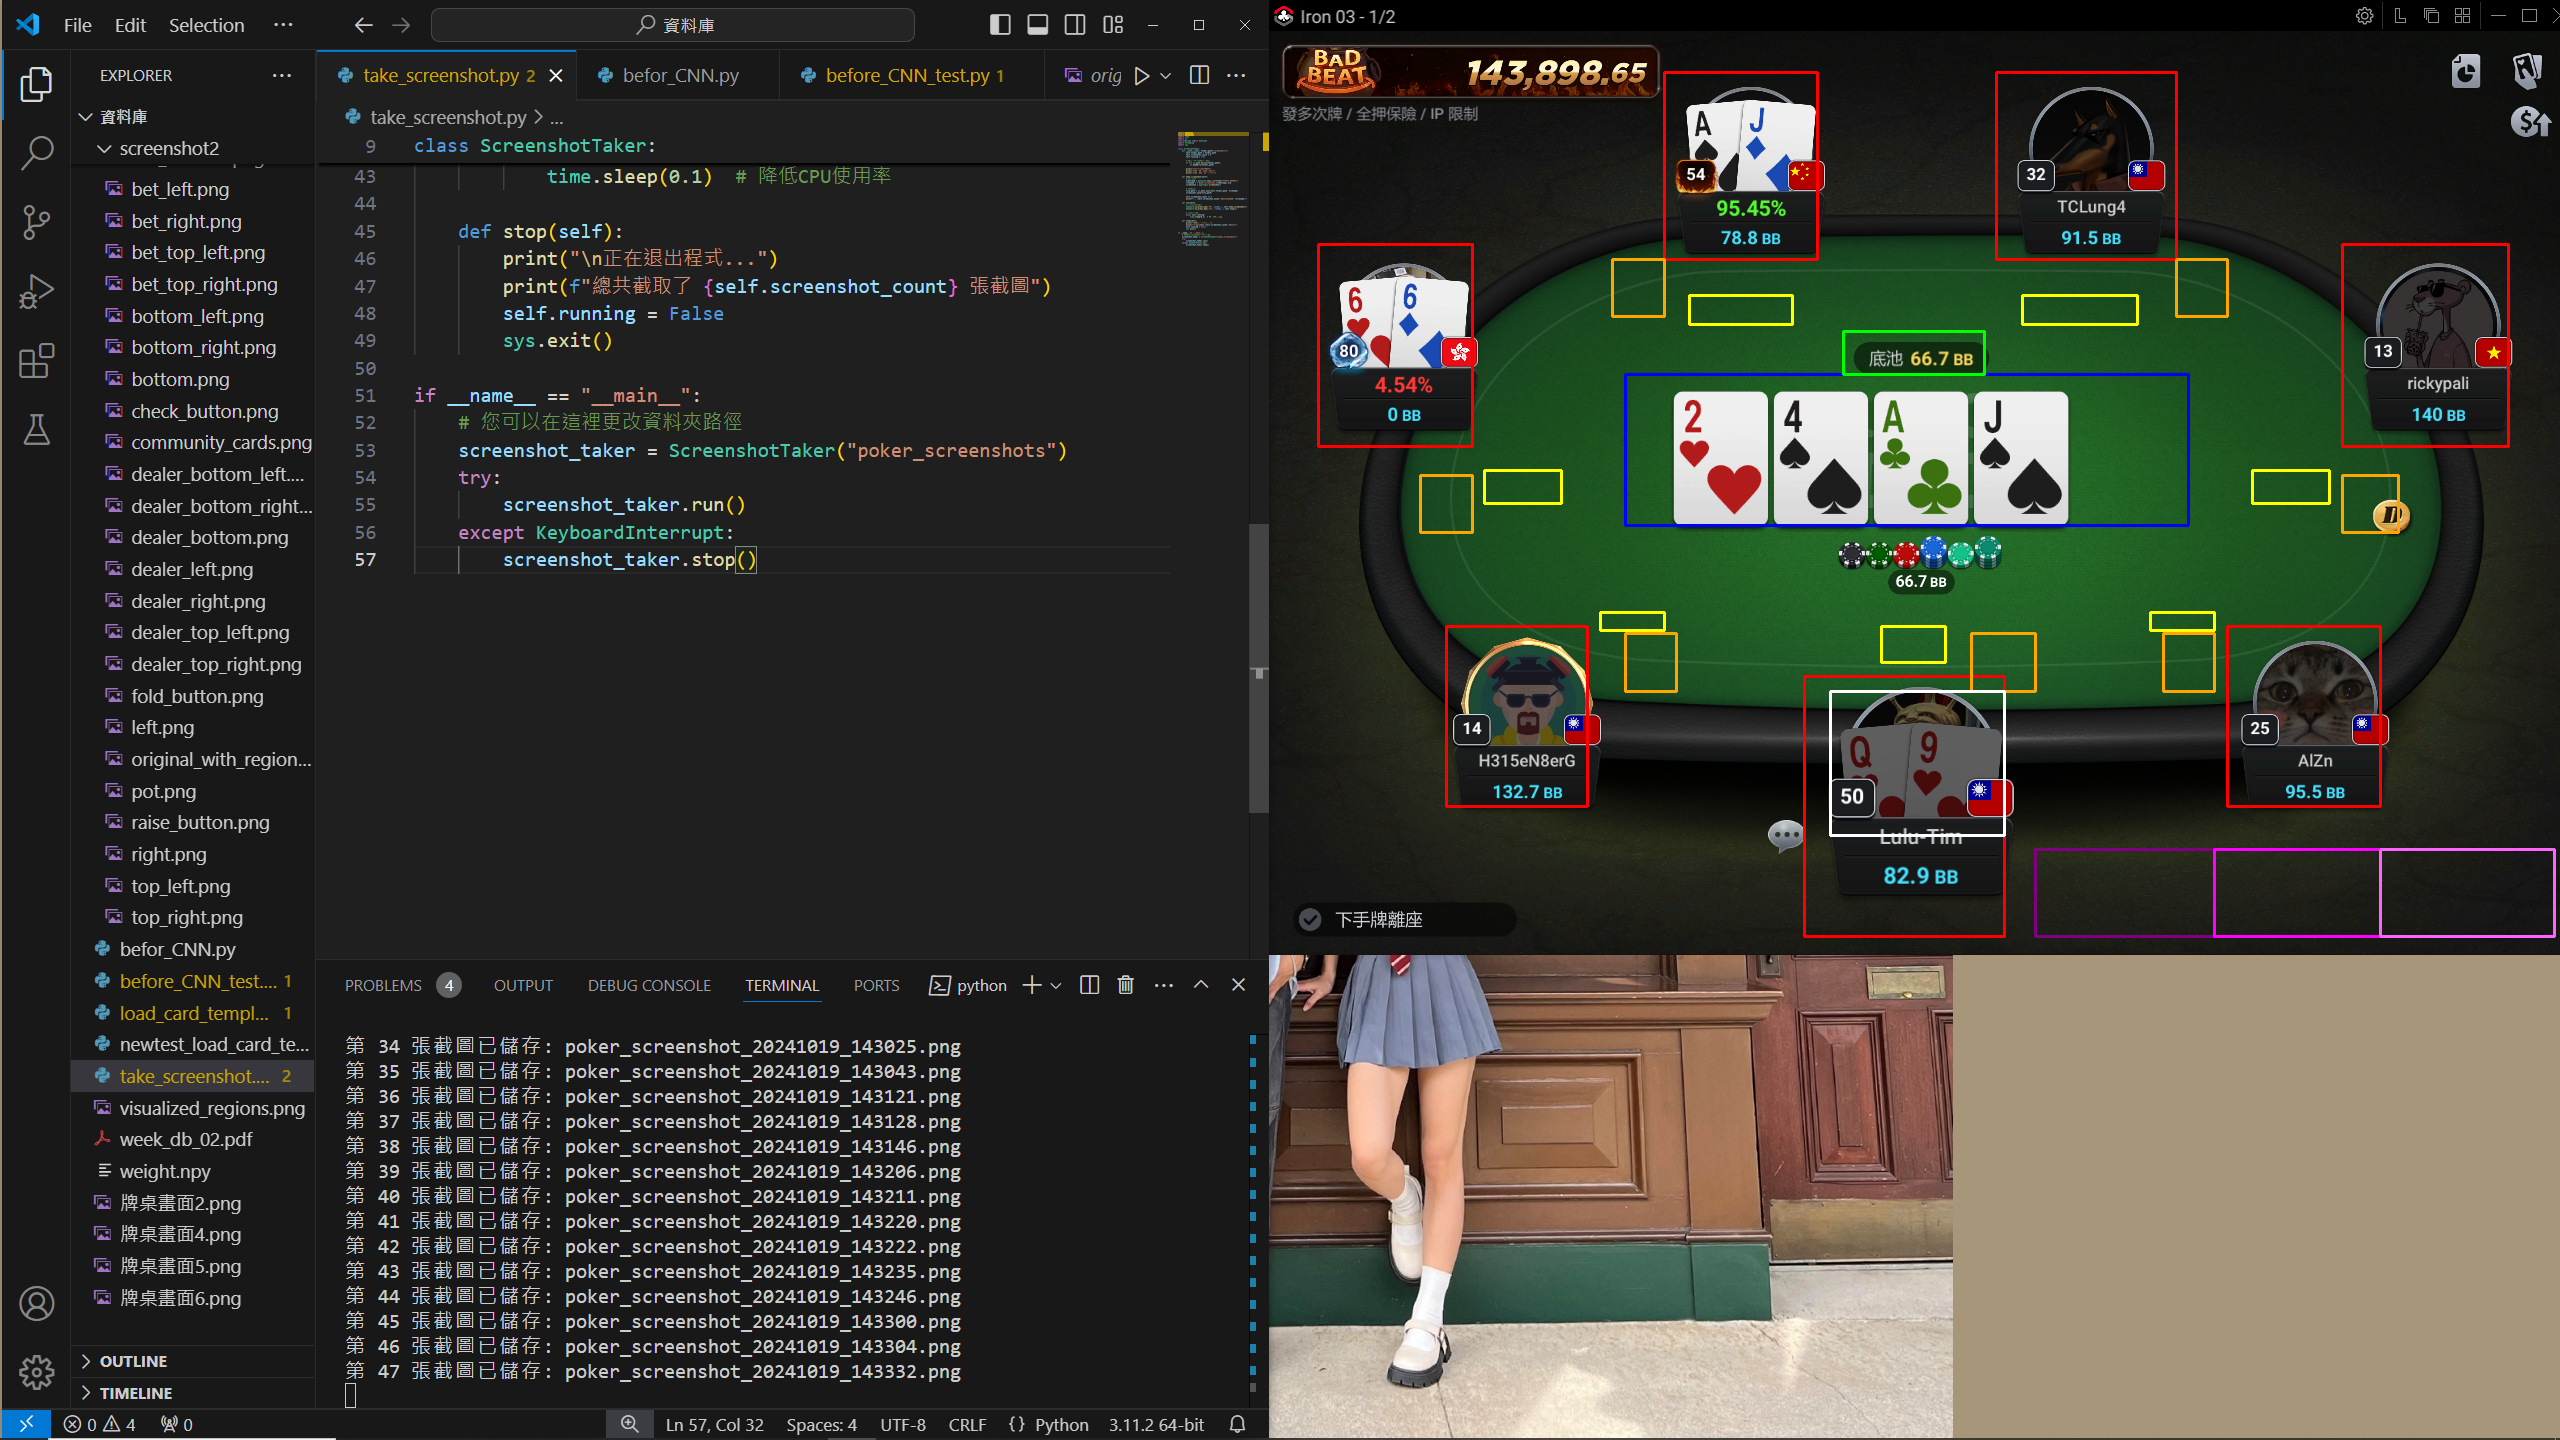 File Edit Selection ···
資料庫
EXPLORER ···
資料庫
screenshot2
bet_left.png
bet_right.png
bet_top_left.png
bet_top_right.png
bottom_left.png
bottom_right.png
bottom.png
check_button.png
community_cards.png
dealer_bottom_left....
dealer_bottom_right...
dealer_bottom.png
dealer_left.png
dealer_right.png
dealer_top_left.png
dealer_top_right.png
fold_button.png
left.png
original_with_region...
pot.png
raise_button.png
right.png
top_left.png
top_right.png
befor_CNN.py
before_CNN_test.... 1
load_card_templ... 1
newtest_load_card_te...
take_screenshot.... 2
visualized_regions.png
week_db_02.pdf
weight.npy
牌桌畫面2.png
牌桌畫面4.png
牌桌畫面5.png
牌桌畫面6.png
OUTLINE
TIMELINE
take_screenshot.py 2 befor_CNN.py before_CNN_test.py 1 orig
take_screenshot.py > ...
9 class ScreenshotTaker:
43 time.sleep(0.1) # 降低CPU使用率
44
45 def stop(self):
46 print("\n正在退出程式...")
47 print(f"總共截取了 {self.screenshot_count} 張截圖")
48 self.running = False
49 sys.exit()
50
51 if __name__ == "__main__":
52 # 您可以在這裡更改資料夾路徑
53 screenshot_taker = ScreenshotTaker("poker_screenshots")
54 try:
55 screenshot_taker.run()
56 except KeyboardInterrupt:
57 screenshot_taker.stop()
PROBLEMS 4 OUTPUT DEBUG CONSOLE TERMINAL PORTS python
第 34 張截圖已儲存: poker_screenshot_20241019_143025.png
第 35 張截圖已儲存: poker_screenshot_20241019_143043.png
第 36 張截圖已儲存: poker_screenshot_20241019_143121.png
第 37 張截圖已儲存: poker_screenshot_20241019_143128.png
第 38 張截圖已儲存: poker_screenshot_20241019_143146.png
第 39 張截圖已儲存: poker_screenshot_20241019_143206.png
第 40 張截圖已儲存: poker_screenshot_20241019_143211.png
第 41 張截圖已儲存: poker_screenshot_20241019_143220.png
第 42 張截圖已儲存: poker_screenshot_20241019_143222.png
第 43 張截圖已儲存: poker_screenshot_20241019_143235.png
第 44 張截圖已儲存: poker_screenshot_20241019_143246.png
第 45 張截圖已儲存: poker_screenshot_20241019_143300.png
第 46 張截圖已儲存: poker_screenshot_20241019_143304.png
第 47 張截圖已儲存: poker_screenshot_20241019_143332.png
0 4 0 Ln 57, Col 32 Spaces: 4 UTF-8 CRLF {} Python 3.11.2 64-bit
Iron 03 - 1/2
L
BAD BEAT 143,898.65
發多次牌 / 全押保險 / IP 限制
A J
54
95.45%
78.8 BB
32
TCLung4
91.5 BB
6 6
80
4.54%
0 BB
13
rickypali
140 BB
底池 66.7 BB
2 4 A J
66.7 BB
D
14
H315eN8erG
132.7 BB
Q 9
50
Lulu-Tim
82.9 BB
25
AlZn
95.5 BB
下手牌離座